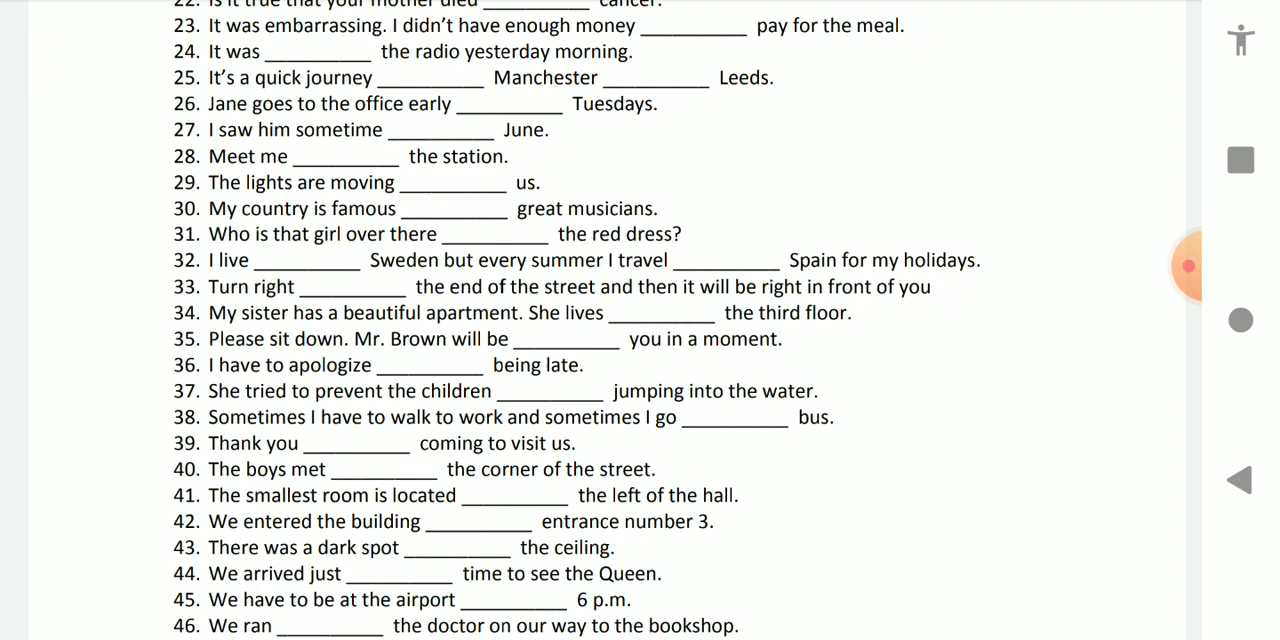 22. Is it true that your mother died __________ cancer.
23. It was embarrassing. I didn't have enough money __________ pay for the meal.
24. It was __________ the radio yesterday morning.
25. It's a quick journey __________ Manchester __________ Leeds.
26. Jane goes to the office early __________ Tuesdays.
27. I saw him sometime __________ June.
28. Meet me __________ the station.
29. The lights are moving __________ us.
30. My country is famous __________ great musicians.
31. Who is that girl over there __________ the red dress?
32. I live __________ Sweden but every summer I travel __________ Spain for my holidays.
33. Turn right __________ the end of the street and then it will be right in front of you
34. My sister has a beautiful apartment. She lives __________ the third floor.
35. Please sit down. Mr. Brown will be __________ you in a moment.
36. I have to apologize __________ being late.
37. She tried to prevent the children __________ jumping into the water.
38. Sometimes I have to walk to work and sometimes I go __________ bus.
39. Thank you __________ coming to visit us.
40. The boys met __________ the corner of the street.
41. The smallest room is located __________ the left of the hall.
42. We entered the building __________ entrance number 3.
43. There was a dark spot __________ the ceiling.
44. We arrived just __________ time to see the Queen.
45. We have to be at the airport __________ 6 p.m.
46. We ran __________ the doctor on our way to the bookshop.